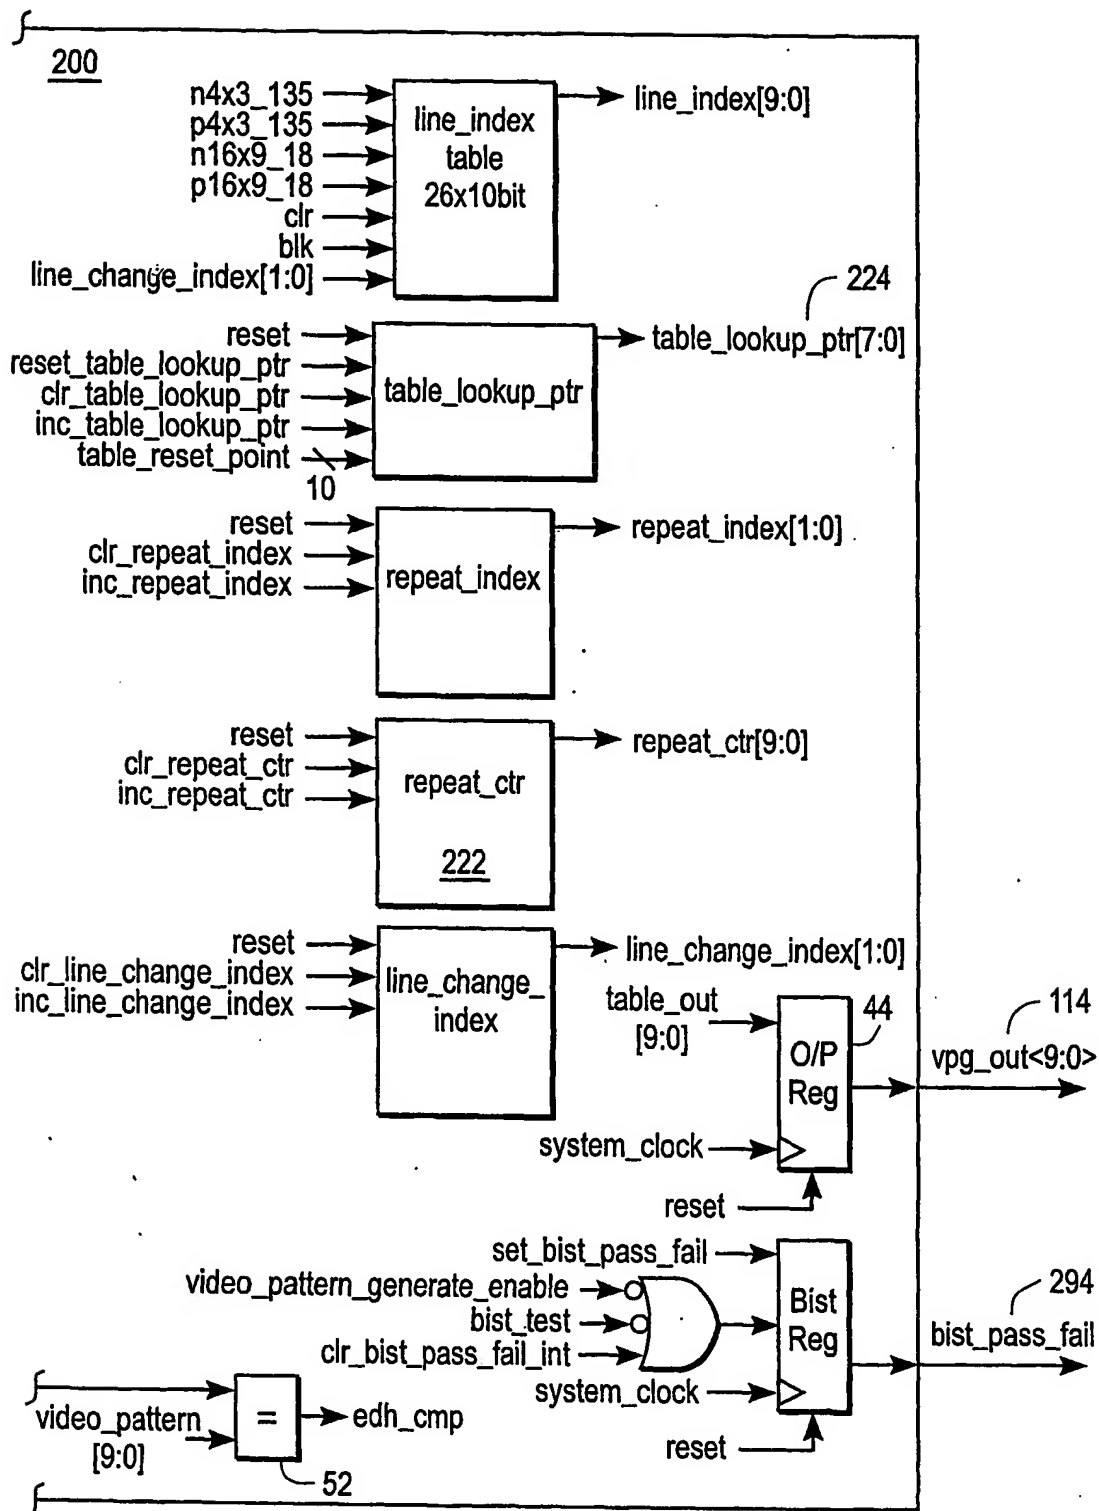 200
n4x3_135
p4x3_135
n16x9_18
p16x9_18
clr
blk
line_change_index[1:0]
line_index
table
26x10bit
line_index[9:0]
224
reset
reset_table_lookup_ptr
clr_table_lookup_ptr
inc_table_lookup_ptr
table_reset_point
10
table_lookup_ptr
table_lookup_ptr[7:0]
reset
clr_repeat_index
inc_repeat_index
repeat_index
repeat_index[1:0]
reset
clr_repeat_ctr
inc_repeat_ctr
repeat_ctr
222
repeat_ctr[9:0]
reset
clr_line_change_index
inc_line_change_index
line_change_
index
line_change_index[1:0]
table_out
[9:0]
44
O/P
Reg
114
vpg_out<9:0>
system_clock
reset
set_bist_pass_fail
video_pattern_generate_enable
bist_test
clr_bist_pass_fail_int
system_clock
Bist
Reg
294
bist_pass_fail
reset
video_pattern
[9:0]
=
edh_cmp
52